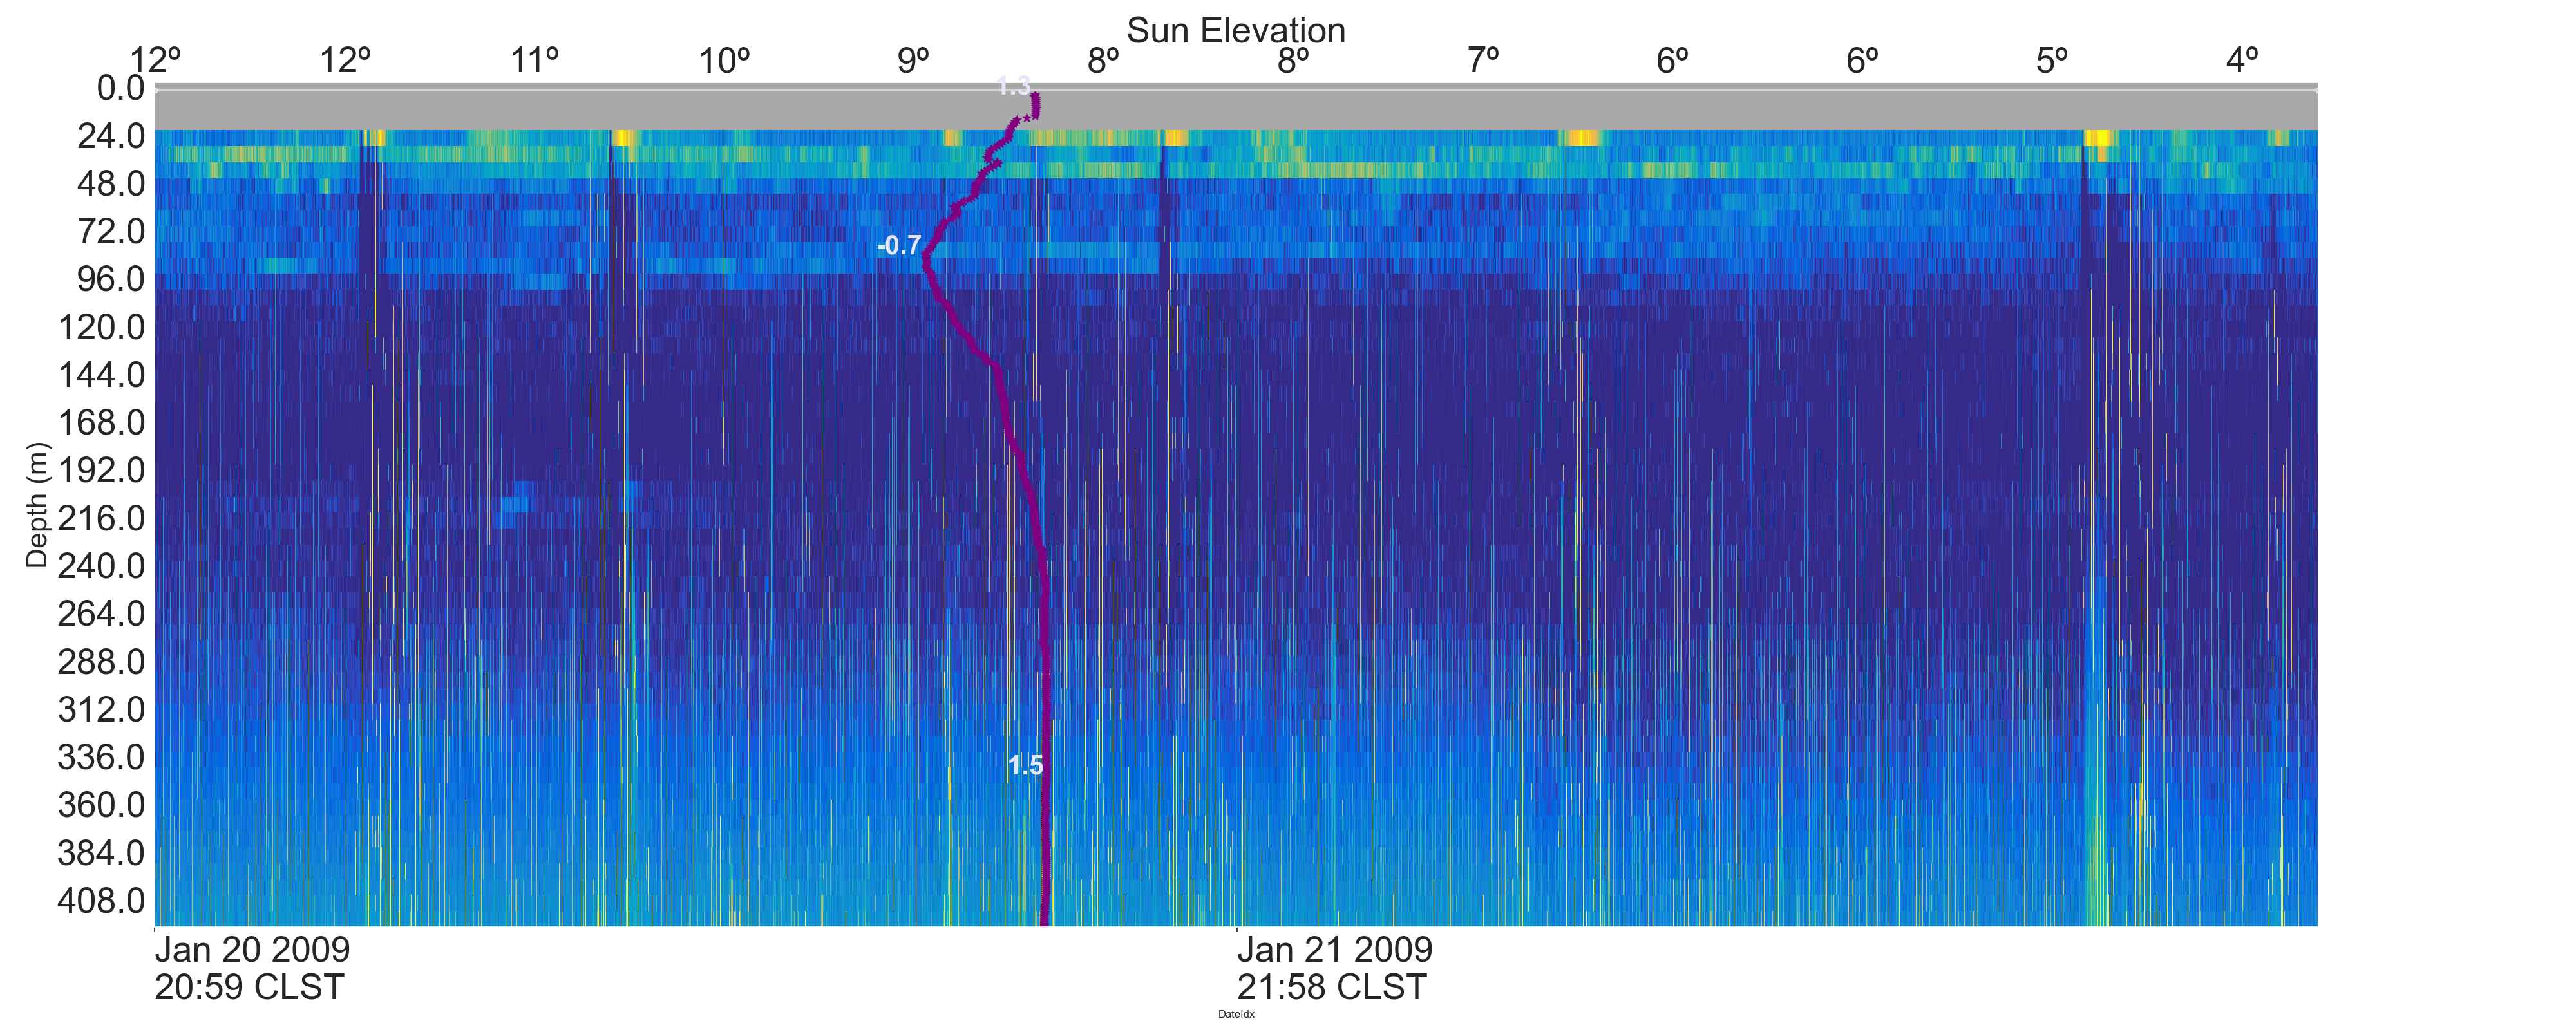 Sun Elevation
12º 12º 11º 10º 9º 8º 8º 7º 6º 6º 5º 4º
0.0
24.0
48.0
72.0
96.0
120.0
144.0
168.0
192.0
216.0
240.0
264.0
288.0
312.0
336.0
360.0
384.0
408.0
Depth (m)
1.3
-0.7
1.5
Jan 20 2009
20:59 CLST
Jan 21 2009
21:58 CLST
DateIdx